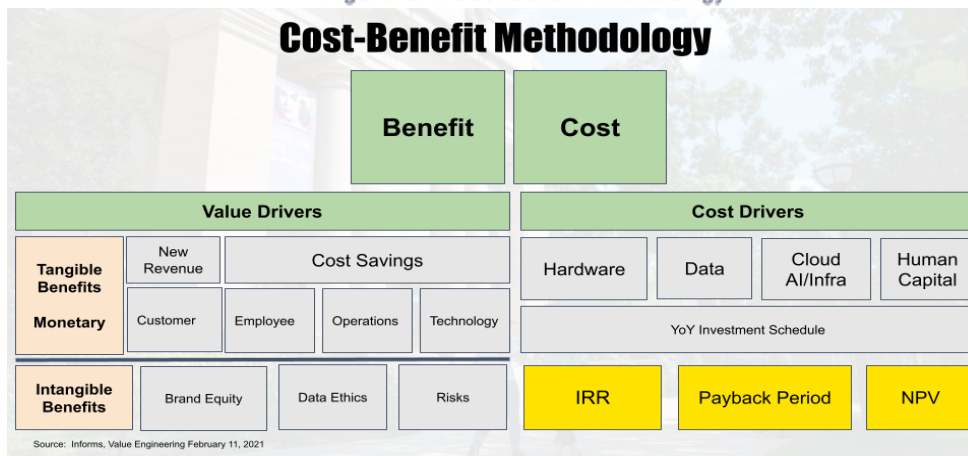 Cost-Benefit Methodology
Benefit
Cost
Value Drivers
Cost Drivers
Tangible
Benefits
Monetary
New
Revenue
Cost Savings
Customer
Employee
Operations
Technology
Hardware
Data
Cloud
AI/Infra
Human
Capital
YoY Investment Schedule
Intangible
Benefits
Brand Equity
Data Ethics
Risks
IRR
Payback Period
NPV
Source: Informs, Value Engineering February 11, 2021